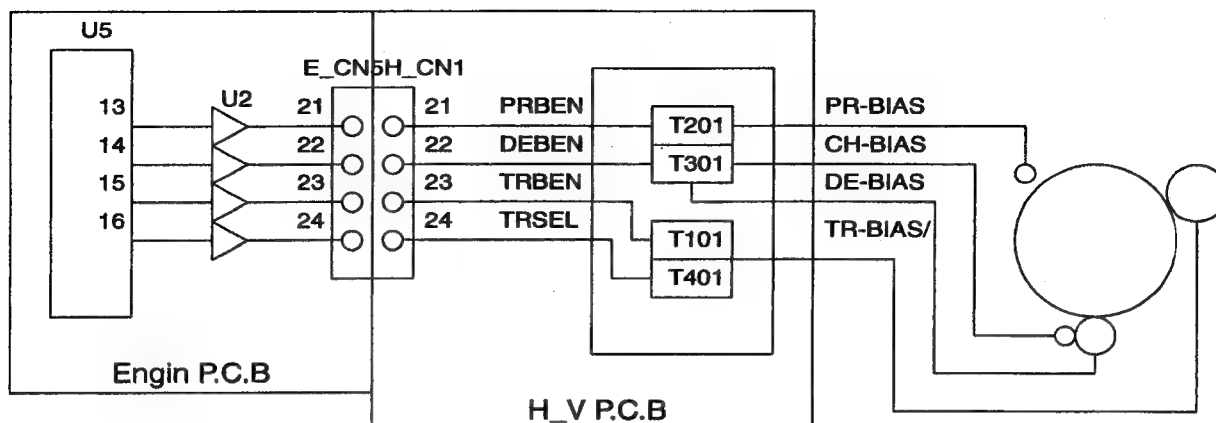 U5
E_CN5H_CN1
U2
13
14
15
16
21
22
23
24
21
22
23
24
PRBEN
DEBEN
TRBEN
TRSEL
T201
T301
T101
T401
PR-BIAS
CH-BIAS
DE-BIAS
TR-BIAS/
Engin P.C.B
H_V P.C.B